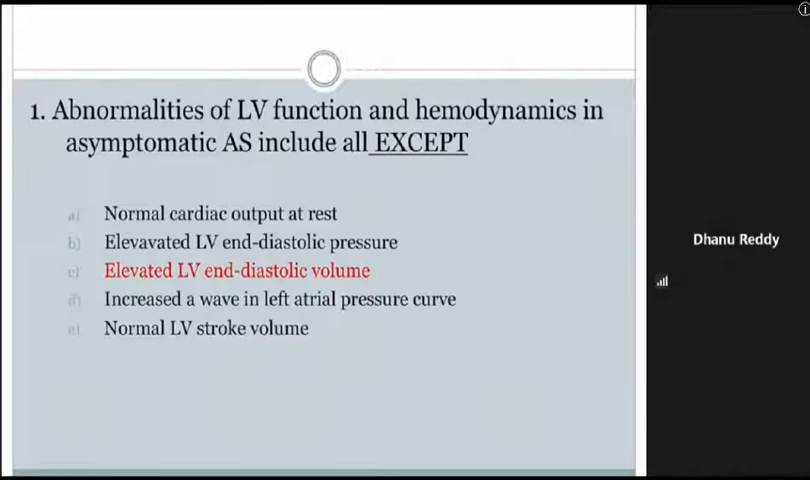 1. Abnormalities of LV function and hemodynamics in
asymptomatic AS include all EXCEPT
a) Normal cardiac output at rest
b) Elevavated LV end-diastolic pressure
c) Elevated LV end-diastolic volume
d) Increased a wave in left atrial pressure curve
e) Normal LV stroke volume
Dhanu Reddy